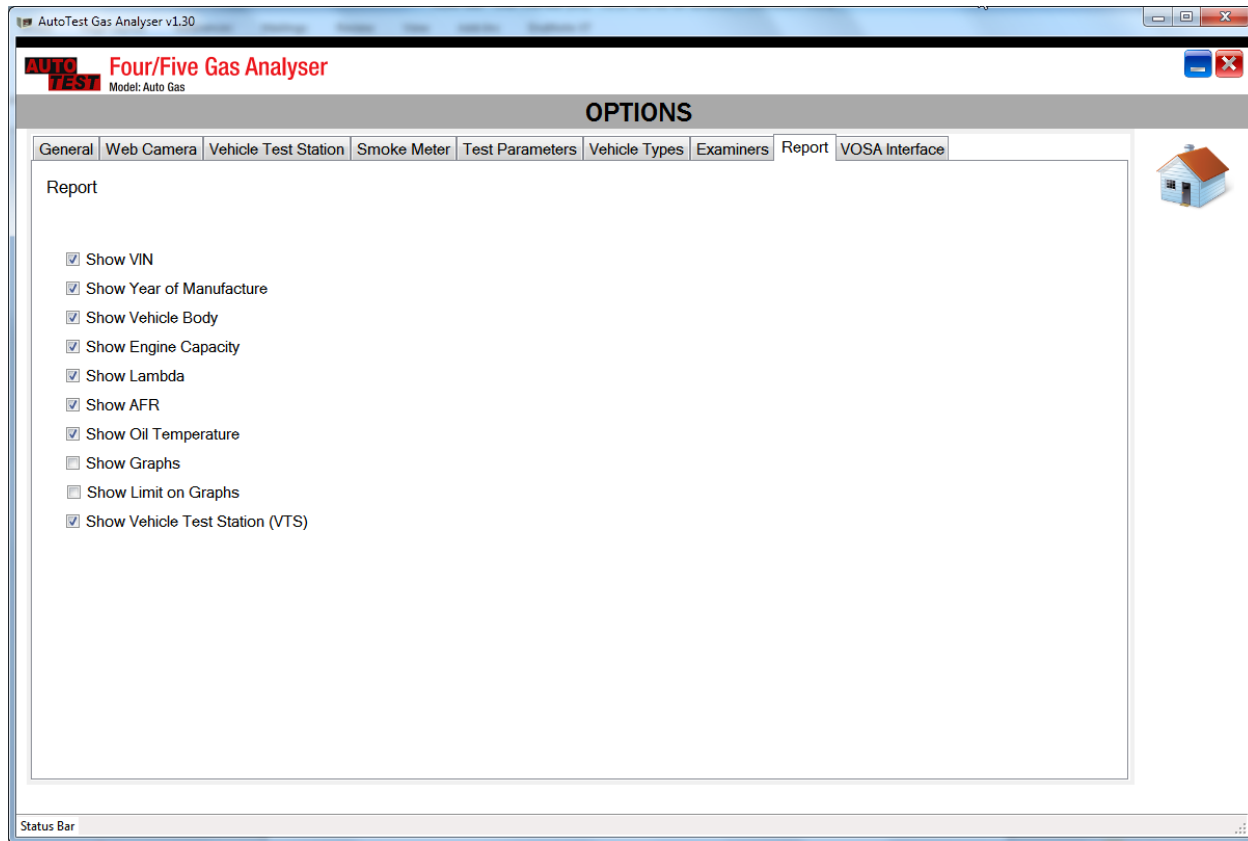 AutoTest Gas Analyser v1.30
AUTO
TEST
Four/Five Gas Analyser
Model: Auto Gas
OPTIONS
General Web Camera Vehicle Test Station Smoke Meter Test Parameters Vehicle Types Examiners Report VOSA Interface
Report
Show VIN
Show Year of Manufacture
Show Vehicle Body
Show Engine Capacity
Show Lambda
Show AFR
Show Oil Temperature
Show Graphs
Show Limit on Graphs
Show Vehicle Test Station (VTS)
Status Bar